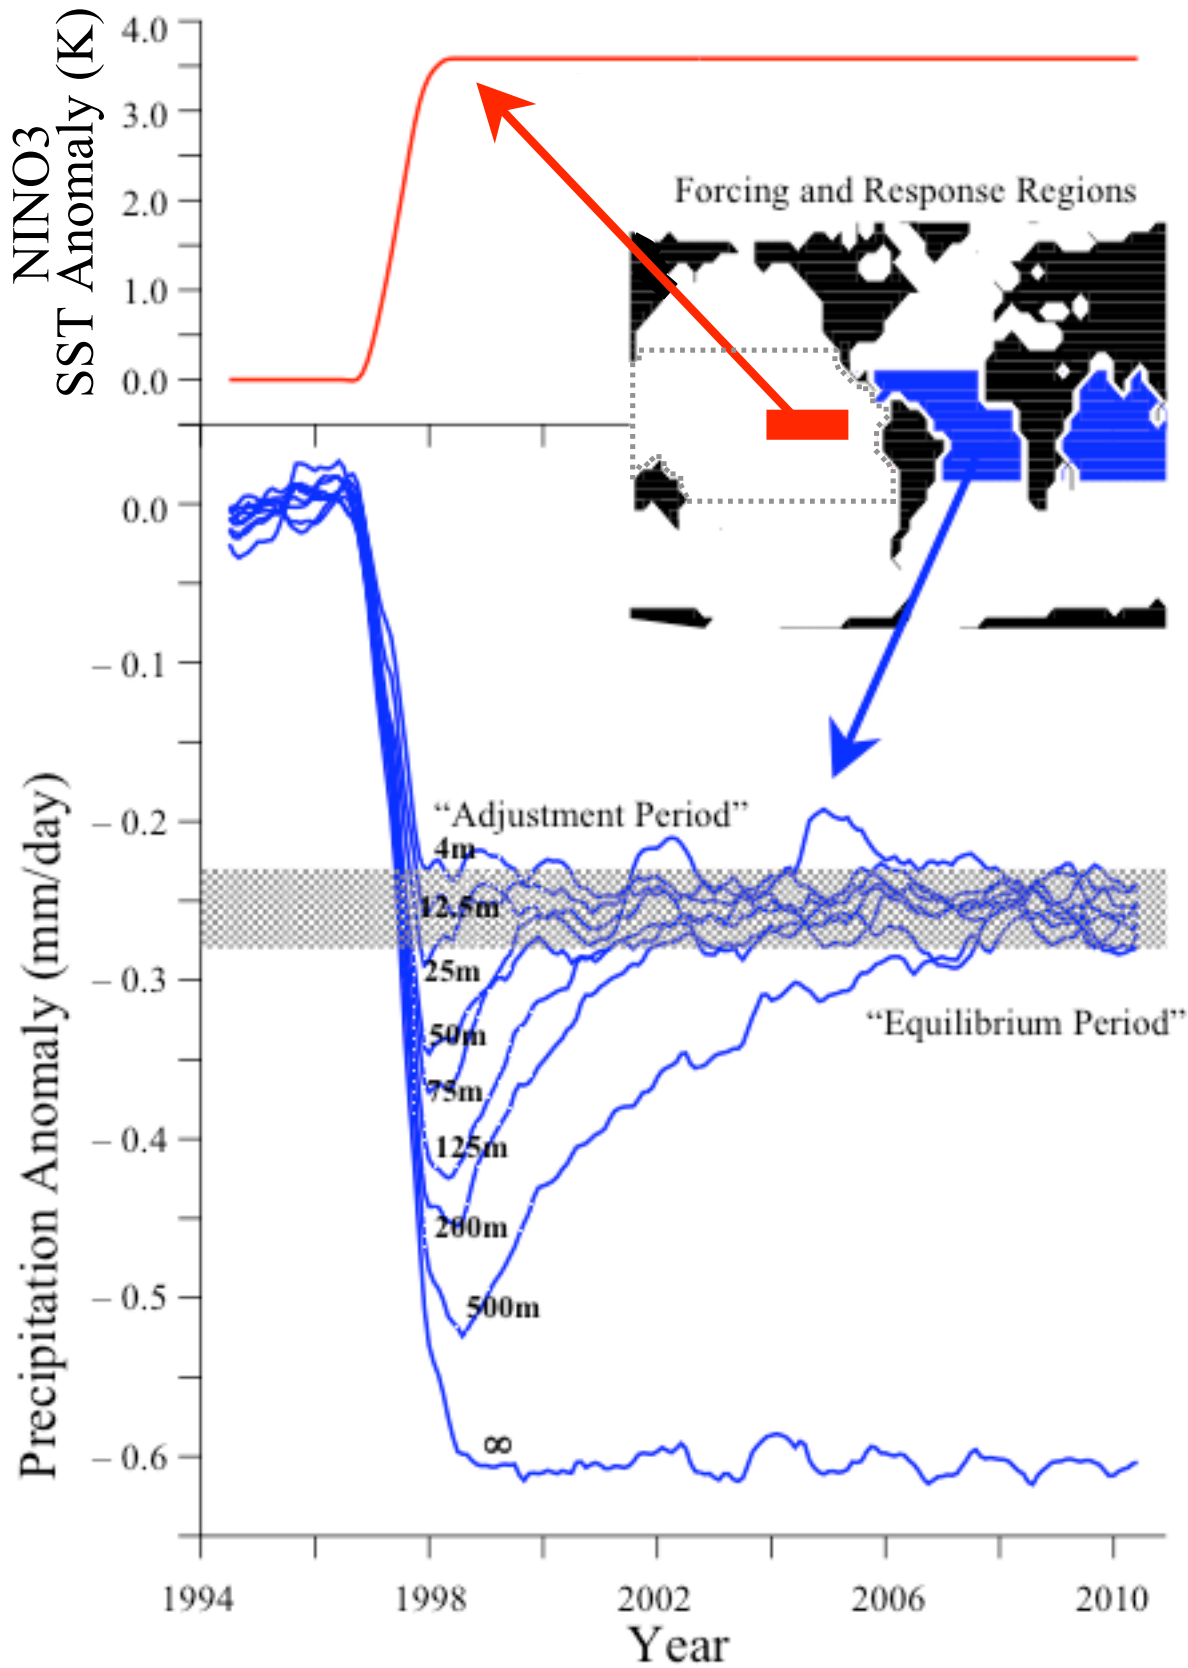 NINO3
SST Anomaly (K)
4.0
3.0
2.0
1.0
0.0
Forcing and Response Regions
Precipitation Anomaly (mm/day)
0.0
– 0.1
– 0.2
– 0.3
– 0.4
– 0.5
– 0.6
“Adjustment Period”
4m
12.5m
25m
50m
75m
125m
200m
500m
∞
“Equilibrium Period”
1994 1998 2002 2006 2010
Year